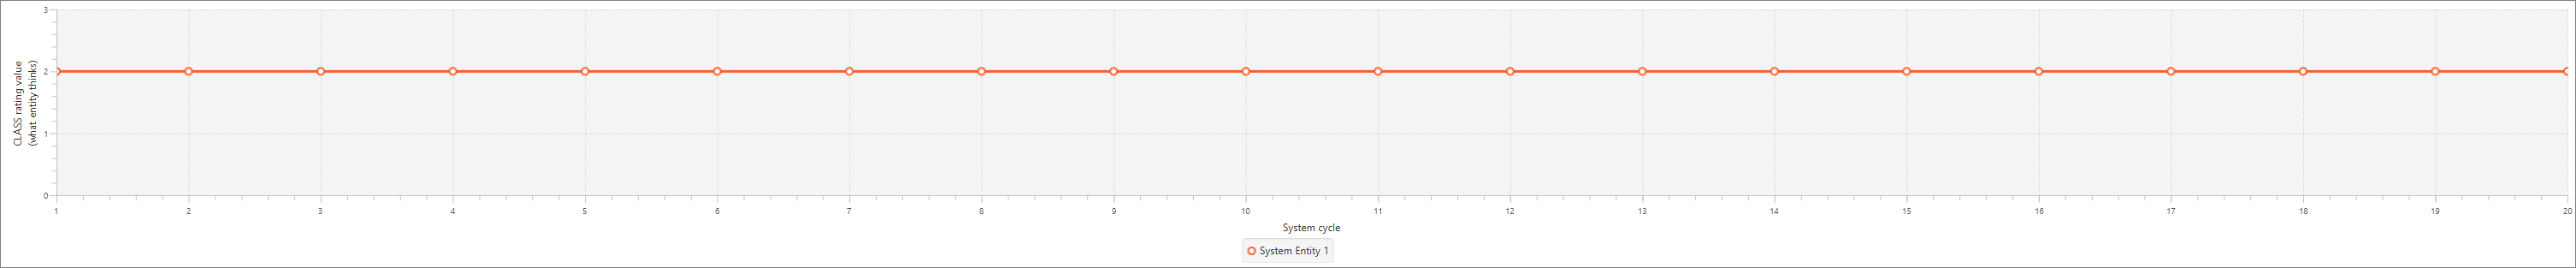 3
2
1
0
CLASS rating value
(what entity thinks)
1 2 3 4 5 6 7 8 9 10 11 12 13 14 15 16 17 18 19 20
System cycle
System Entity 1